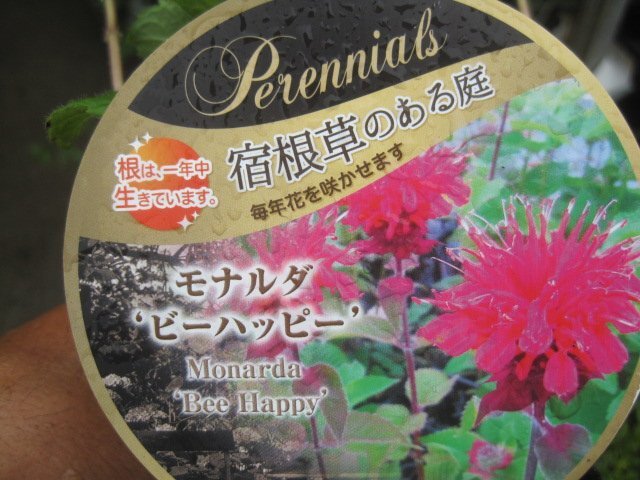 Perennials
宿根草のある庭
毎年花を咲かせます
根は、一年中
生きています。
モナルダ
‘ビーハッピー’
Monarda
‘Bee Happy’